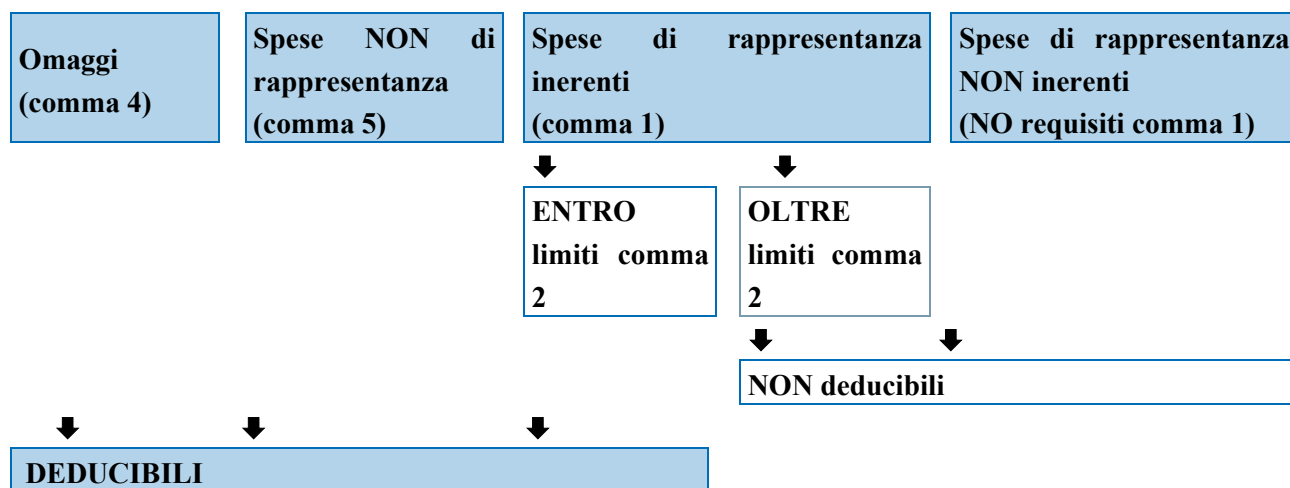 Omaggi
(comma 4)
Spese NON di
rappresentanza
(comma 5)
Spese di rappresentanza
inerenti
(comma 1)
Spese di rappresentanza
NON inerenti
(NO requisiti comma 1)
ENTRO
limiti comma
2
OLTRE
limiti comma
2
NON deducibili
DEDUCIBILI